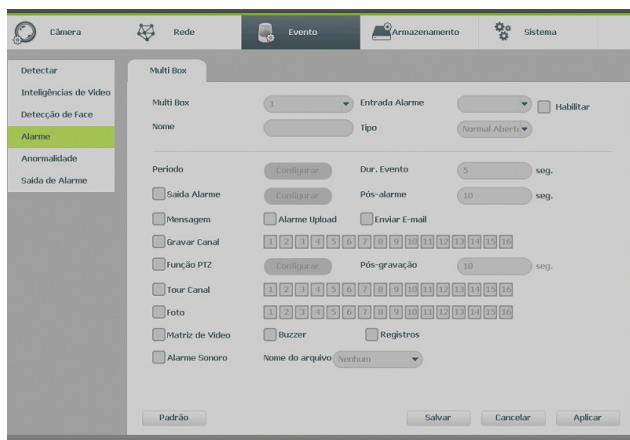 Câmera Rede Evento Armazenamento Sistema
Detectar
Inteligências de Video
Detecção de Face
Alarme
Anormalidade
Saída de Alarme
Multi Box
Multi Box 1 Entrada Alarme Habilitar
Nome Tipo Normal Abert
Periodo Configurar Dur. Evento 5 seg.
Saída Alarme Configurar Pós-alarme 10 seg.
Mensagem Alarme Upload Enviar E-mail
Gravar Canal 1 2 3 4 5 6 7 8 9 10 11 12 13 14 15 16
Função PTZ Configurar Pós-gravação 10 seg.
Tour Canal 1 2 3 4 5 6 7 8 9 10 11 12 13 14 15 16
Foto 1 2 3 4 5 6 7 8 9 10 11 12 13 14 15 16
Matriz de Video Buzzer Registros
Alarme Sonoro Nome do arquivo Nenhum
Padrão Salvar Cancelar Aplicar